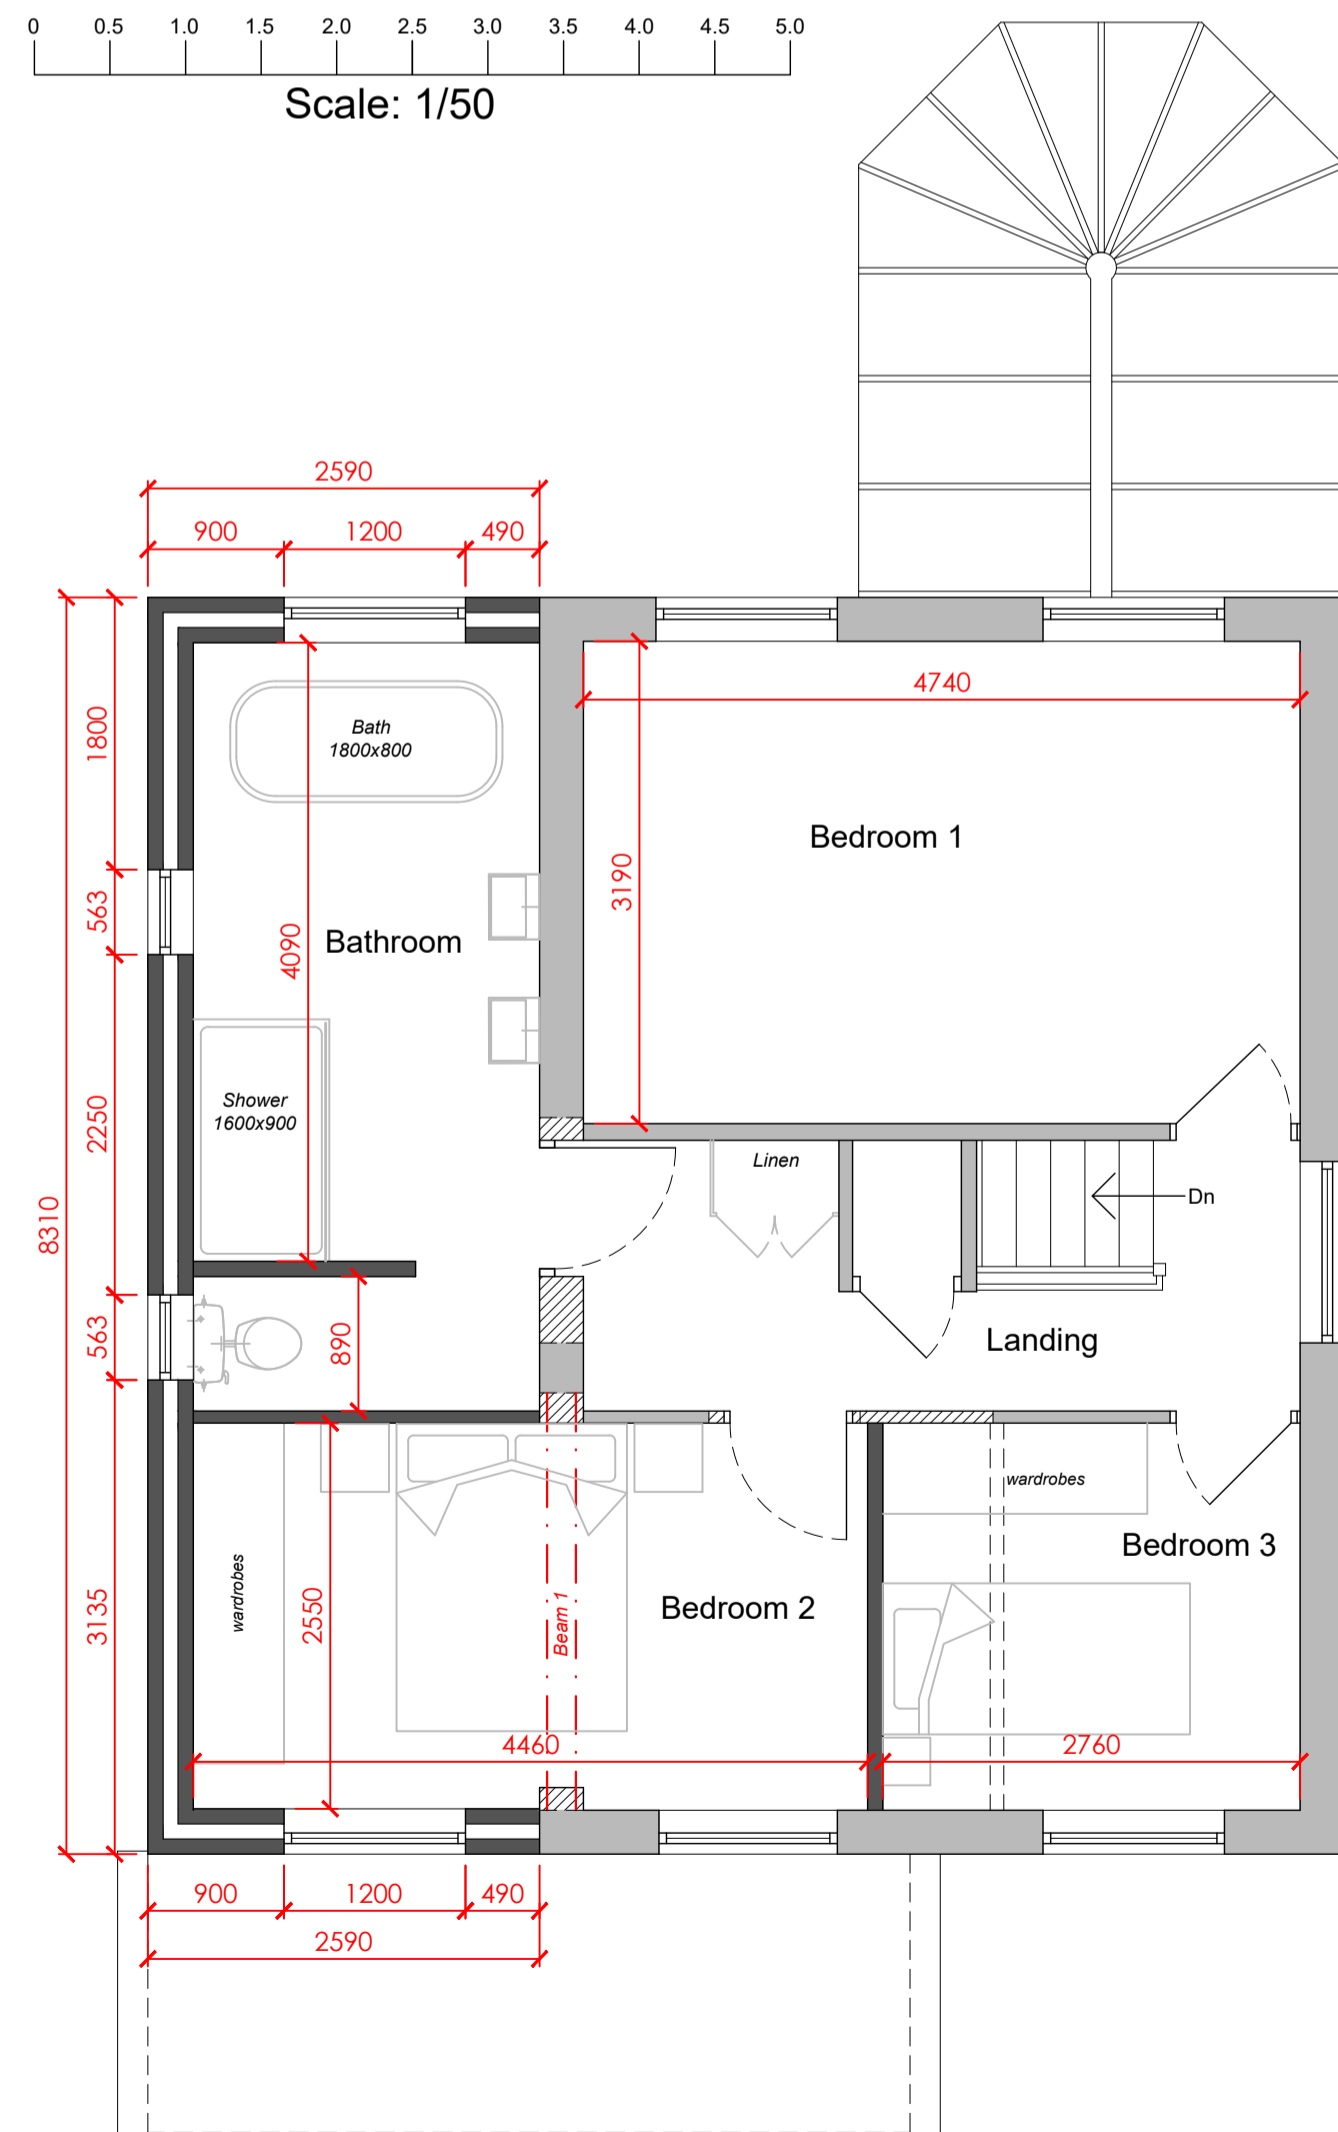 0 0.5 1.0 1.5 2.0 2.5 3.0 3.5 4.0 4.5 5.0
Scale: 1/50
2590
900 1200 490
4740
1800
Bath
1800x800
Bedroom 1
3190
563
4090
Bathroom
2250
Shower
1600x900
Linen
Dn
8310
563
890
Landing
wardrobes
Bedroom 3
3135
wardrobes
2550
Beam 1
Bedroom 2
4460
2760
900 1200 490
2590